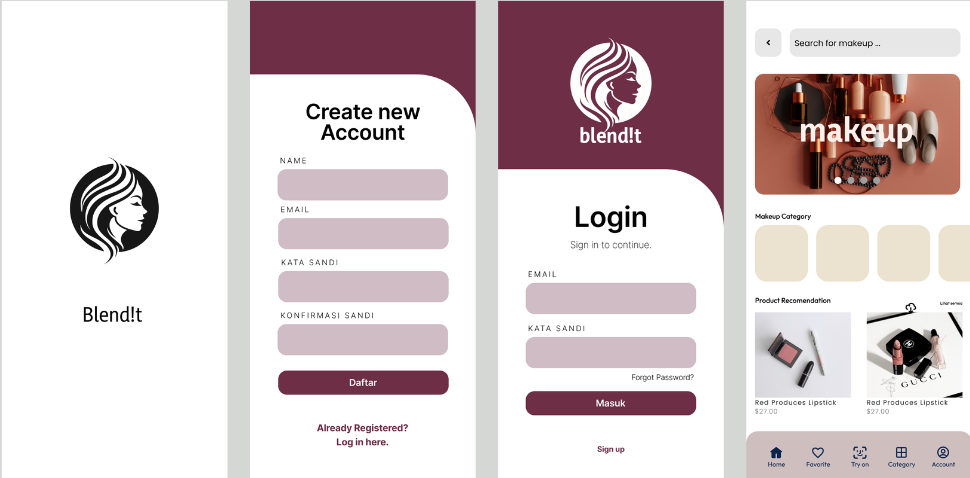 Blend!t
Create new
Account
NAME
EMAIL
KATA SANDI
KONFIRMASI SANDI
Daftar
Already Registered?
Log in here.
blend!t
Login
Sign in to continue.
EMAIL
KATA SANDI
Forgot Password?
Masuk
Sign up
Search for makeup ...
makeup
Makeup Category
Product Recomendation
Lihat semua
GUCCI
Red Produces Lipstick
$27.00
Red Produces Lipstick
$27.00
Home
Favorite
Try on
Category
Account